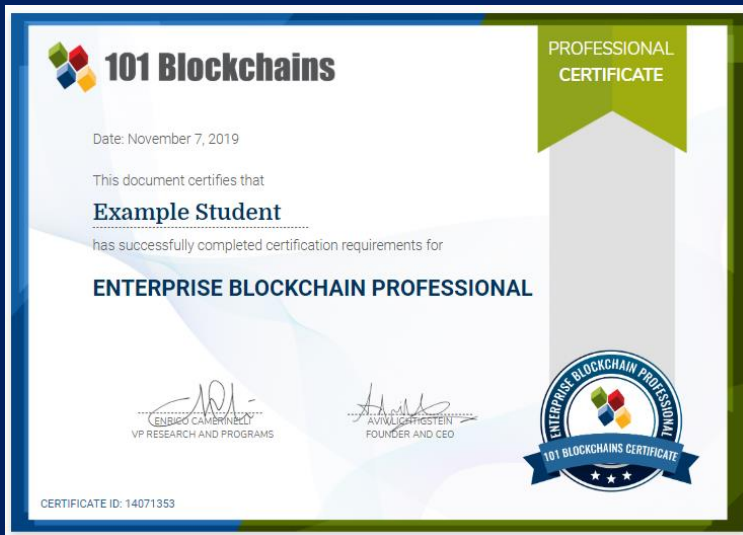 101 Blockchains
PROFESSIONAL
CERTIFICATE
Date: November 7, 2019
This document certifies that
Example Student
has successfully completed certification requirements for
ENTERPRISE BLOCKCHAIN PROFESSIONAL
ENRICO CAMERINELLI
VP RESEARCH AND PROGRAMS
AVIV LICHTIGSTEIN
FOUNDER AND CEO
ENTERPRISE BLOCKCHAIN PROFESSIONAL
101 BLOCKCHAINS CERTIFICATE
CERTIFICATE ID: 14071353